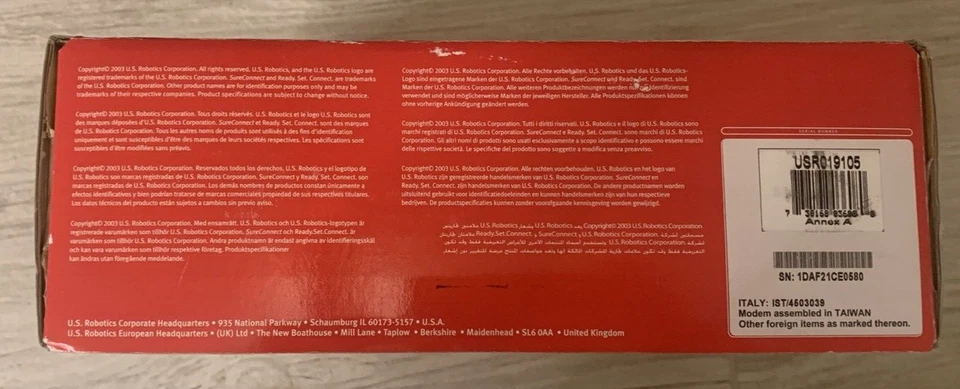 Copyright© 2003 U.S. Robotics Corporation. All rights reserved, U.S. Robotics, and the U.S. Robotics logo are
registered trademarks of the U.S. Robotics Corporation. SureConnect and Ready. Set. Connect. are trademarks
of the U.S. Robotics Corporation. Other product names are for identification purposes only and may be
trademarks of their respective companies. Product specifications are subject to change without notice.
Copyright© 2003 U.S. Robotics Corporation. Tous droits réservés. U.S. Robotics et le logo U.S. Robotics sont
des marques déposées d'U.S. Robotics Corporation. SureConnect et Ready. Set. Connect. sont des marques
de U.S. Robotics Corporation. Tous les autres noms de produits sont utilisés à des fins d'identification
uniquement et sont susceptibles d'être des marques de leurs sociétés respectives. Les spécifications sont
susceptibles d'être modifiées sans préavis.
Copyright© 2003 U.S. Robotics Corporation. Reservados todos los derechos. U.S. Robotics y el logotipo de
U.S. Robotics son marcas registradas de U.S. Robotics Corporation. SureConnect y Ready. Set. Connect. son
marcas registradas de U.S. Robotics Corporation. Los demás nombres de productos constan únicamente a
efectos identificativos y bien podrían tratarse de marcas comerciales propiedad de sus respectivos titulares.
Los datos técnicos del producto están sujetos a cambios sin previo aviso.
Copyright© 2003 U.S. Robotics Corporation. Med ensamrätt. U.S. Robotics och U.S. Robotics-logotypen är
registrerade varumärken som tillhör U.S. Robotics Corporation. SureConnect och Ready.Set.Connect. är
varumärken som tillhör U.S. Robotics Corporation. Andra produktnamn är endast angivna av identifieringsskäl
och kan vara varumärken som tillhör respektive företag. Produktspecifikationer
kan ändras utan föregående meddelande.
Copyright© 2003 U.S. Robotics Corporation. Alle Rechte vorbehalten. U.S. Robotics und das U.S. Robotics-
Logo sind eingetragene Marken der U.S. Robotics Corporation. SureConnect und Ready. Set. Connect. sind
Marken der U.S. Robotics Corporation. Alle weiteren Produktbezeichnungen werden nur zur Identifizierung
verwendet und sind möglicherweise Marken der jeweiligen Hersteller. Alle Produktspezifikationen können
ohne vorherige Ankündigung geändert werden.
Copyright© 2003 U.S. Robotics Corporation. Tutti i diritti riservati. U.S. Robotics e il logo di U.S. Robotics sono
marchi registrati di U.S. Robotics Corporation. SureConnect e Ready. Set. Connect. sono marchi di U.S. Robotics Corporation.
Gli altri nomi di prodotti sono usati esclusivamente a scopo identificativo e possono essere marchi
delle rispettive società. Le specifiche del prodotto sono soggette a modifica senza preavviso.
Copyright© 2003 U.S. Robotics Corporation. Alle rechten voorbehouden. U.S. Robotics en het logo van
U.S. Robotics zijn geregistreerde handelsmerken van U.S. Robotics Corporation. SureConnect en
Ready. Set. Connect. zijn handelsmerken van U.S. Robotics Corporation. De andere productnamen worden
uitsluitend gebruikt voor identificatiedoeleinden en kunnen handelsmerken zijn van hun respectieve
bedrijven. De productspecificaties kunnen zonder voorafgaande kennisgeving worden gewijzigd.
Copyright© 2003 U.S.Robotics Corporation
U.S. Robotics Corporation
SERIAL NUMBER
USR019105
Annex A
SN: 1DAF21CE0580
ITALY: IST/4503039
Modem assembled in TAIWAN
Other foreign items as marked thereon.
U.S. Robotics Corporate Headquarters • 935 National Parkway • Schaumburg IL 60173-5157 • U.S.A.
U.S. Robotics European Headquarters • (UK) Ltd • The New Boathouse • Mill Lane • Taplow • Berkshire • Maidenhead • SL6 0AA • United Kingdom